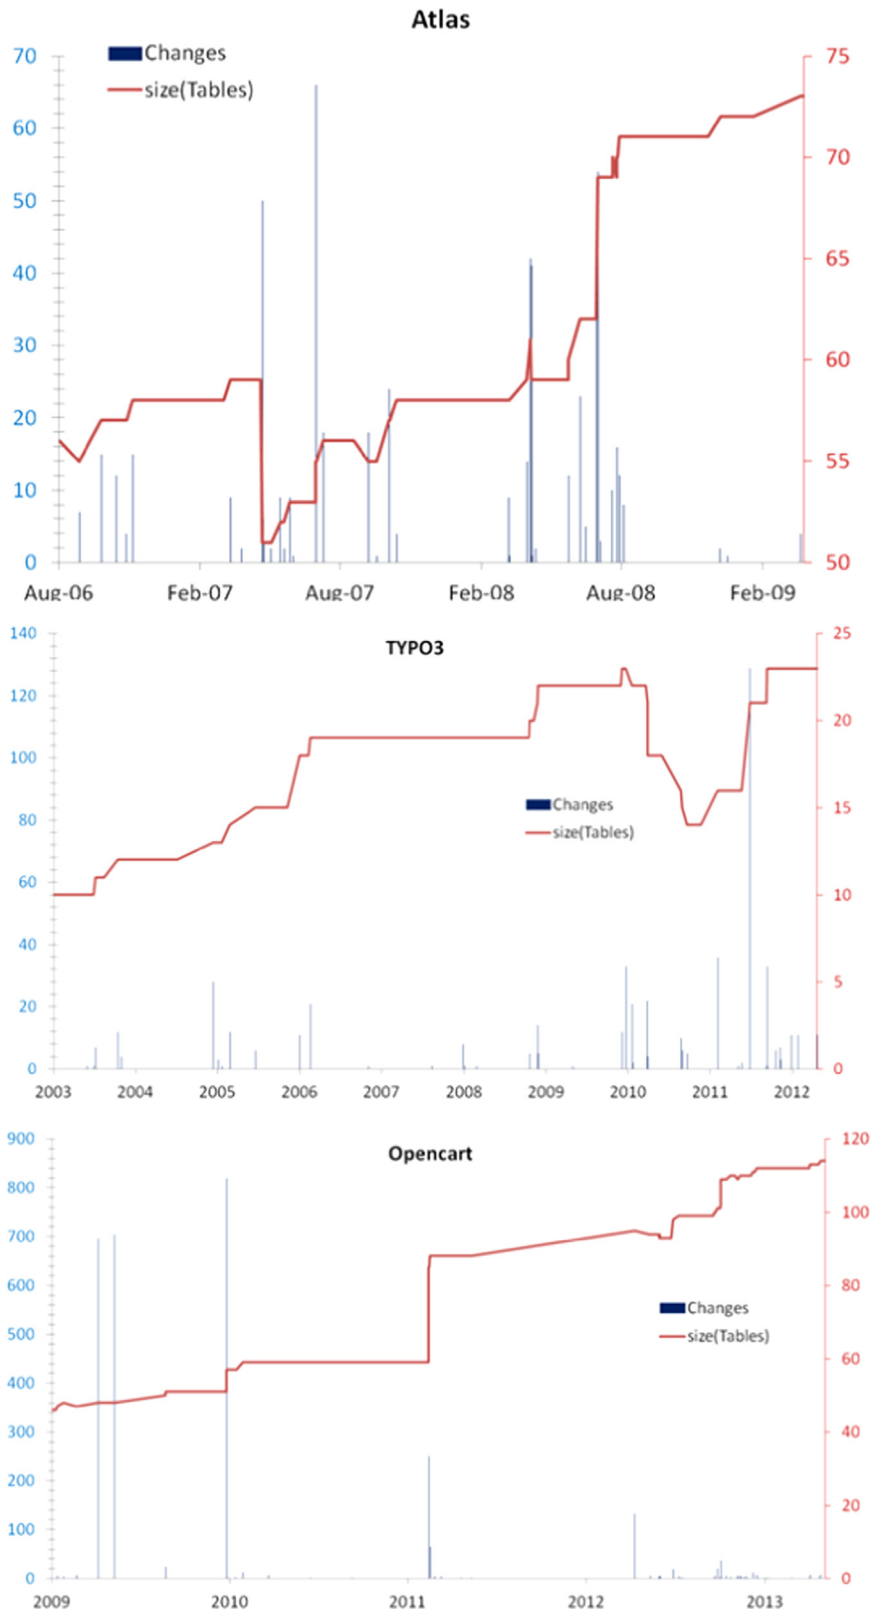 Atlas
70 Changes 75
size(Tables)
60 70
50
65
40
30 60
20
55
10
0 50
Aug-06 Feb-07 Aug-07 Feb-08 Aug-08 Feb-09
140 TYPO3 25
120
20
100
Changes
80 15
size(Tables)
60 10
40
5
20
0 0
2003 2004 2005 2006 2007 2008 2009 2010 2011 2012
900 Opencart 120
800
100
700
600 80
Changes
500
size(Tables)
60
400
300 40
200
20
100
0 0
2009 2010 2011 2012 2013